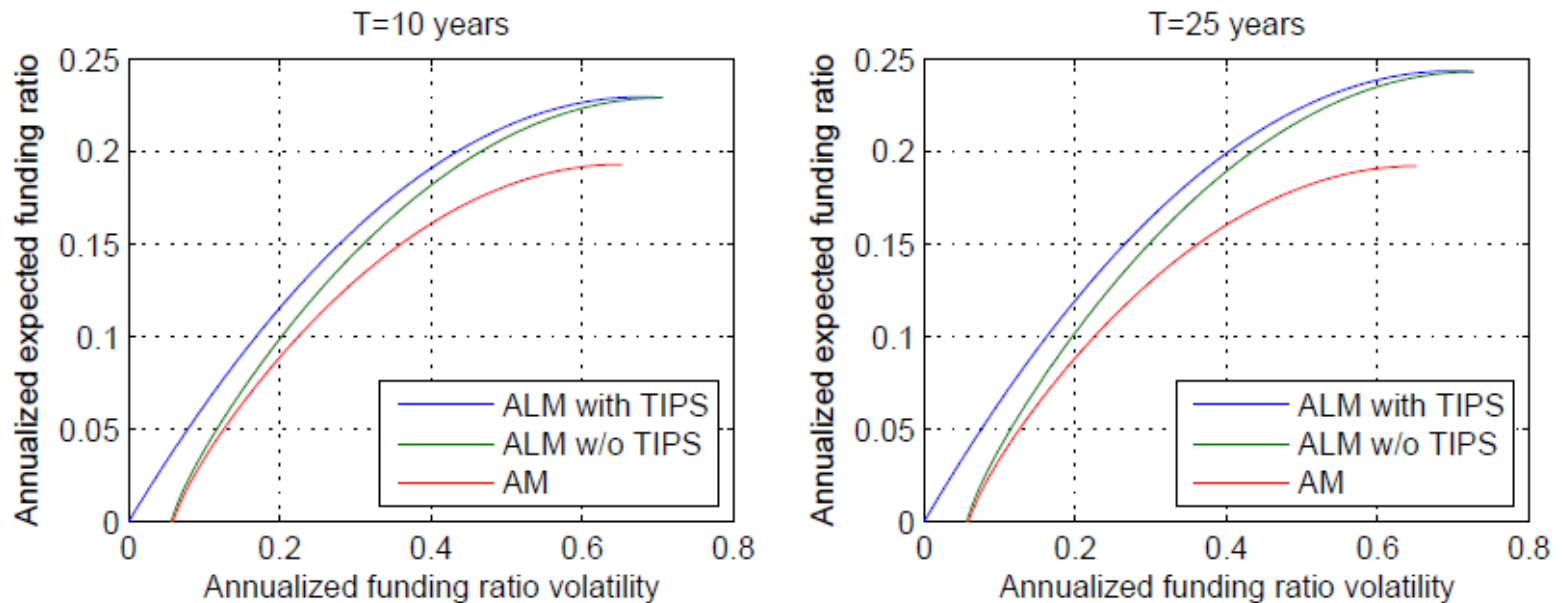 T=10 years
Annualized expected funding ratio
0.25
0.2
0.15
0.1
0.05
0
0 0.2 0.4 0.6 0.8
Annualized funding ratio volatility
ALM with TIPS
ALM w/o TIPS
AM
T=25 years
Annualized expected funding ratio
0.25
0.2
0.15
0.1
0.05
0
0 0.2 0.4 0.6 0.8
Annualized funding ratio volatility
ALM with TIPS
ALM w/o TIPS
AM